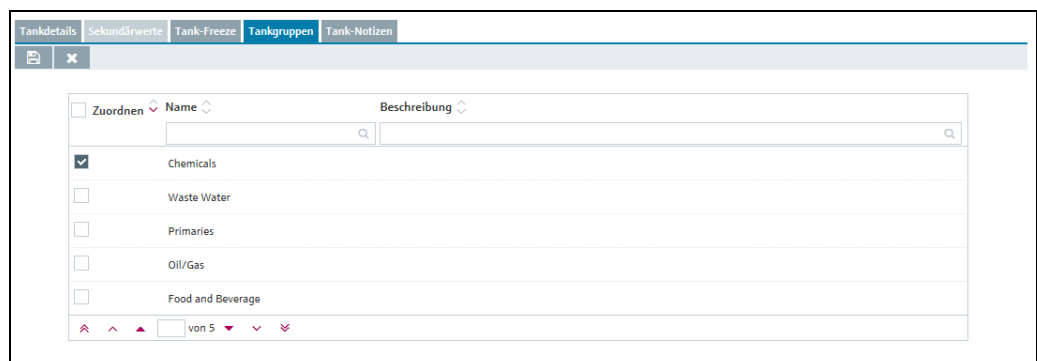 Tankdetails Sekundärwerte Tank-Freeze Tankgruppen Tank-Notizen
Zuordnen Name Beschreibung
Chemicals
Waste Water
Primaries
Oil/Gas
Food and Beverage
von 5